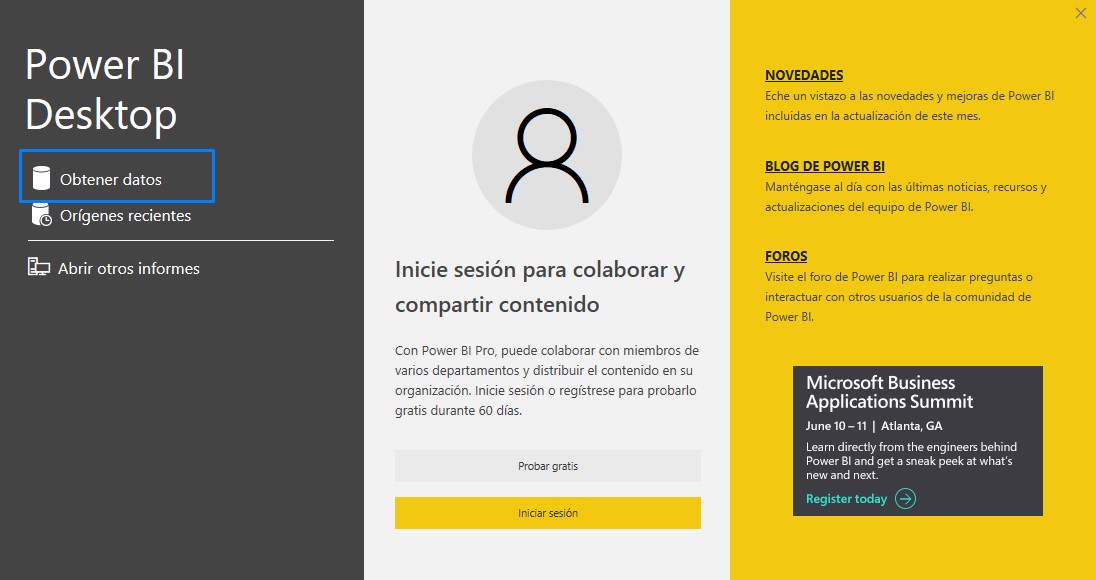 Power BI
Desktop
Obtener datos
Orígenes recientes
Abrir otros informes
Inicie sesión para colaborar y
compartir contenido
Con Power BI Pro, puede colaborar con miembros de
varios departamentos y distribuir el contenido en su
organización. Inicie sesión o regístrese para probarlo
gratis durante 60 días.
Probar gratis
Iniciar sesión
NOVEDADES
Eche un vistazo a las novedades y mejoras de Power BI
incluidas en la actualización de este mes.
BLOG DE POWER BI
Manténgase al día con las últimas noticias, recursos y
actualizaciones del equipo de Power BI.
FOROS
Visite el foro de Power BI para realizar preguntas o
interactuar con otros usuarios de la comunidad de
Power BI.
Microsoft Business
Applications Summit
June 10 – 11 | Atlanta, GA
Learn directly from the engineers behind
Power BI and get a sneak peek at what's
new and next.
Register today